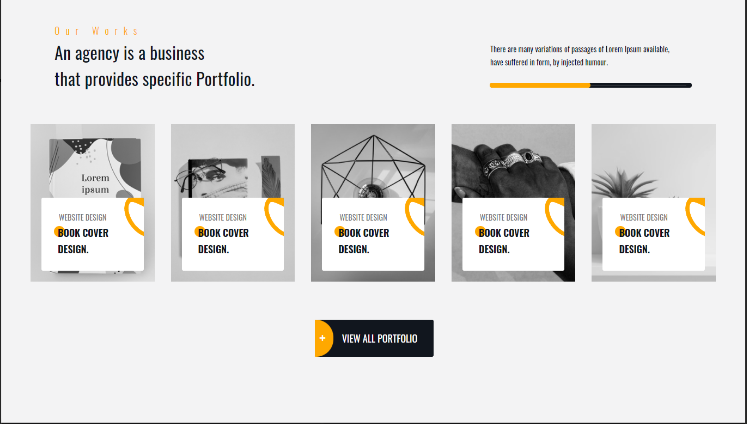 Our Works
An agency is a business
that provides specific Portfolio.
There are many variations of passages of Lorem Ipsum available,
have suffered in form, by injected humour.
Lorem
ipsum
WEBSITE DESIGN
BOOK COVER
DESIGN.
WEBSITE DESIGN
BOOK COVER
DESIGN.
WEBSITE DESIGN
BOOK COVER
DESIGN.
WEBSITE DESIGN
BOOK COVER
DESIGN.
WEBSITE DESIGN
BOOK COVER
DESIGN.
+ VIEW ALL PORTFOLIO